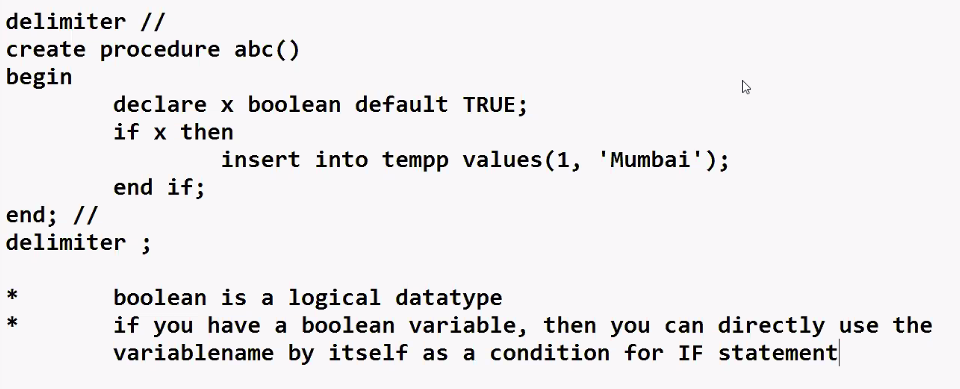 delimiter //
create procedure abc()
begin
        declare x boolean default TRUE;
        if x then
                insert into tempp values(1, 'Mumbai');
        end if;
end; //
delimiter ;

*       boolean is a logical datatype
*       if you have a boolean variable, then you can directly use the
        variablename by itself as a condition for IF statement